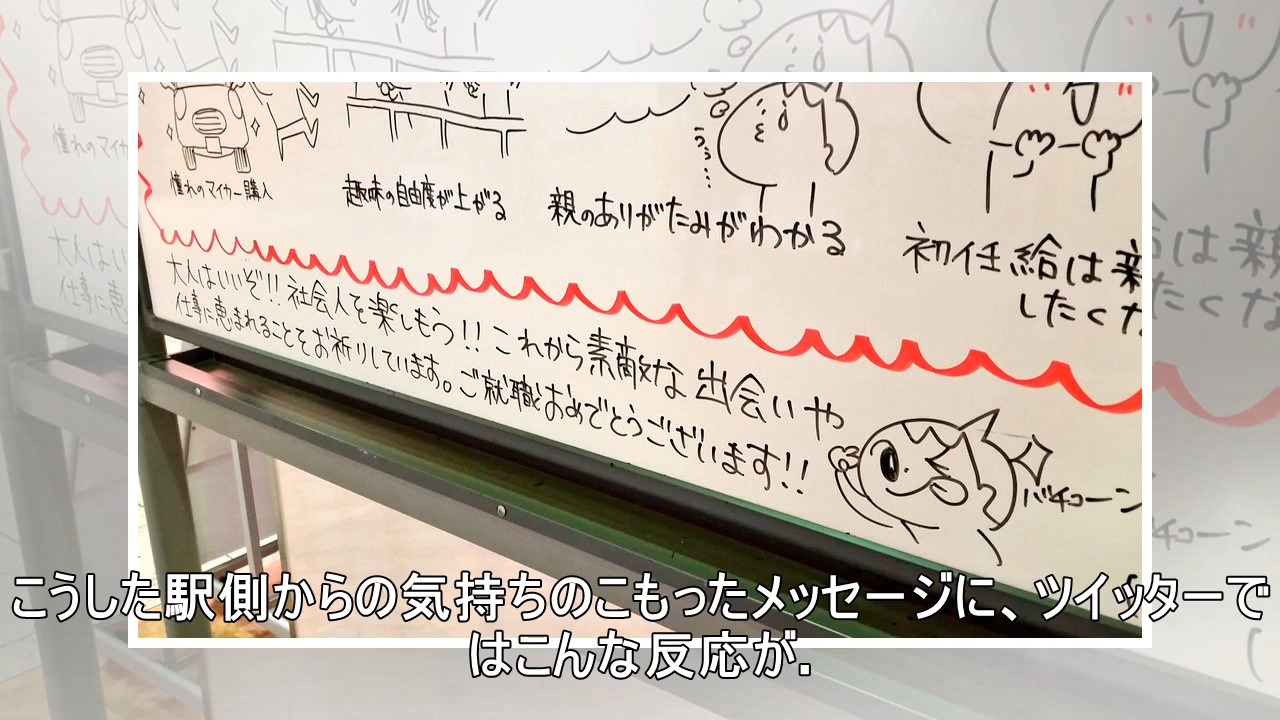 うぅ…
憧れのマイカー購入
趣味の自由度が上がる
親のありがたみがわかる
初任給は親
したくな
大人はいいぞ!! 社会人を楽しもう!! これから素敵な出会いや
仕事に恵まれることをお祈りしています。ご就職おめでとうございます!!
バチコーン
こうした駅側からの気持ちのこもったメッセージに、ツイッターで
はこんな反応が.